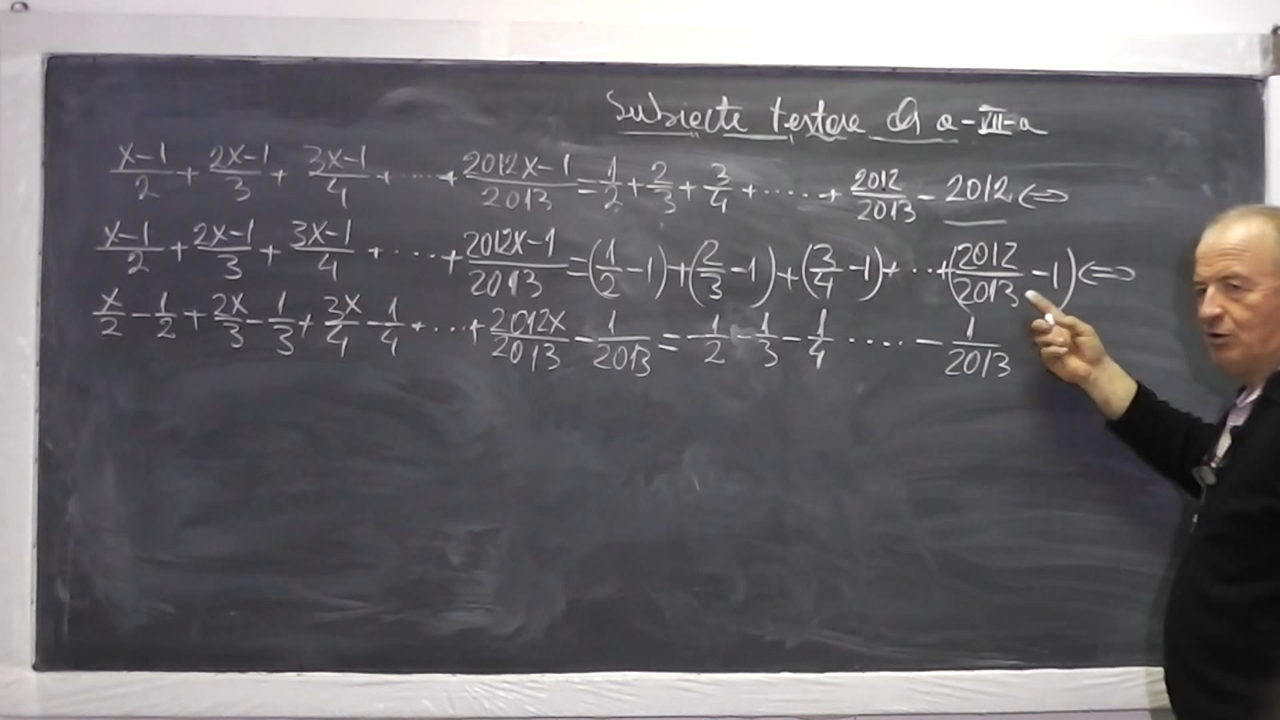 Subiecte testare cls a-VII-a
x-1/2 + 2x-1/3 + 3x-1/4 + ..... + 2012x-1/2013 = 1/2 + 2/3 + 3/4 + ...... + 2012/2013 - 2012 ⇔
x-1/2 + 2x-1/3 + 3x-1/4 + ..... + 2012x-1/2013 = (1/2 -1) + (2/3 -1) + (3/4 -1) + ... + (2012/2013 -1) ⇔
x/2 - 1/2 + 2x/3 - 1/3 + 3x/4 - 1/4 + .... + 2012x/2013 - 1/2013 = -1/2 - 1/3 - 1/4 ..... - 1/2013